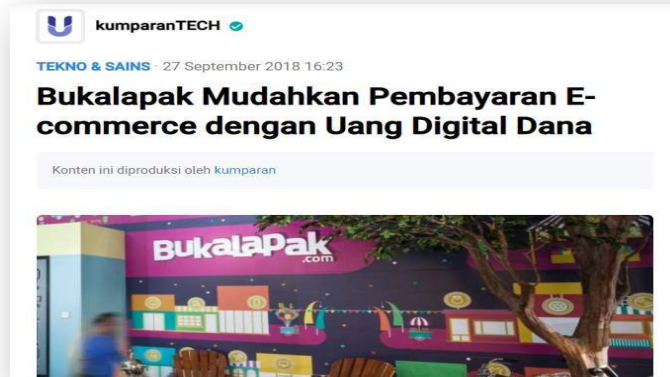 kumparanTECH
TEKNO & SAINS · 27 September 2018 16:23
Bukalapak Mudahkan Pembayaran E-
commerce dengan Uang Digital Dana
Konten ini diproduksi oleh kumparan
Bukalapak
.com